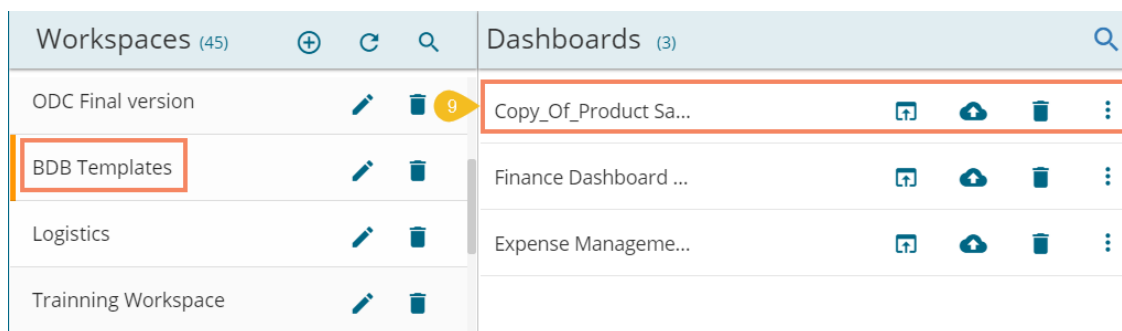 Workspaces (45)
Dashboards (3)
ODC Final version
9
Copy_Of_Product Sa...
BDB Templates
Finance Dashboard ...
Logistics
Expense Manageme...
Trainning Workspace